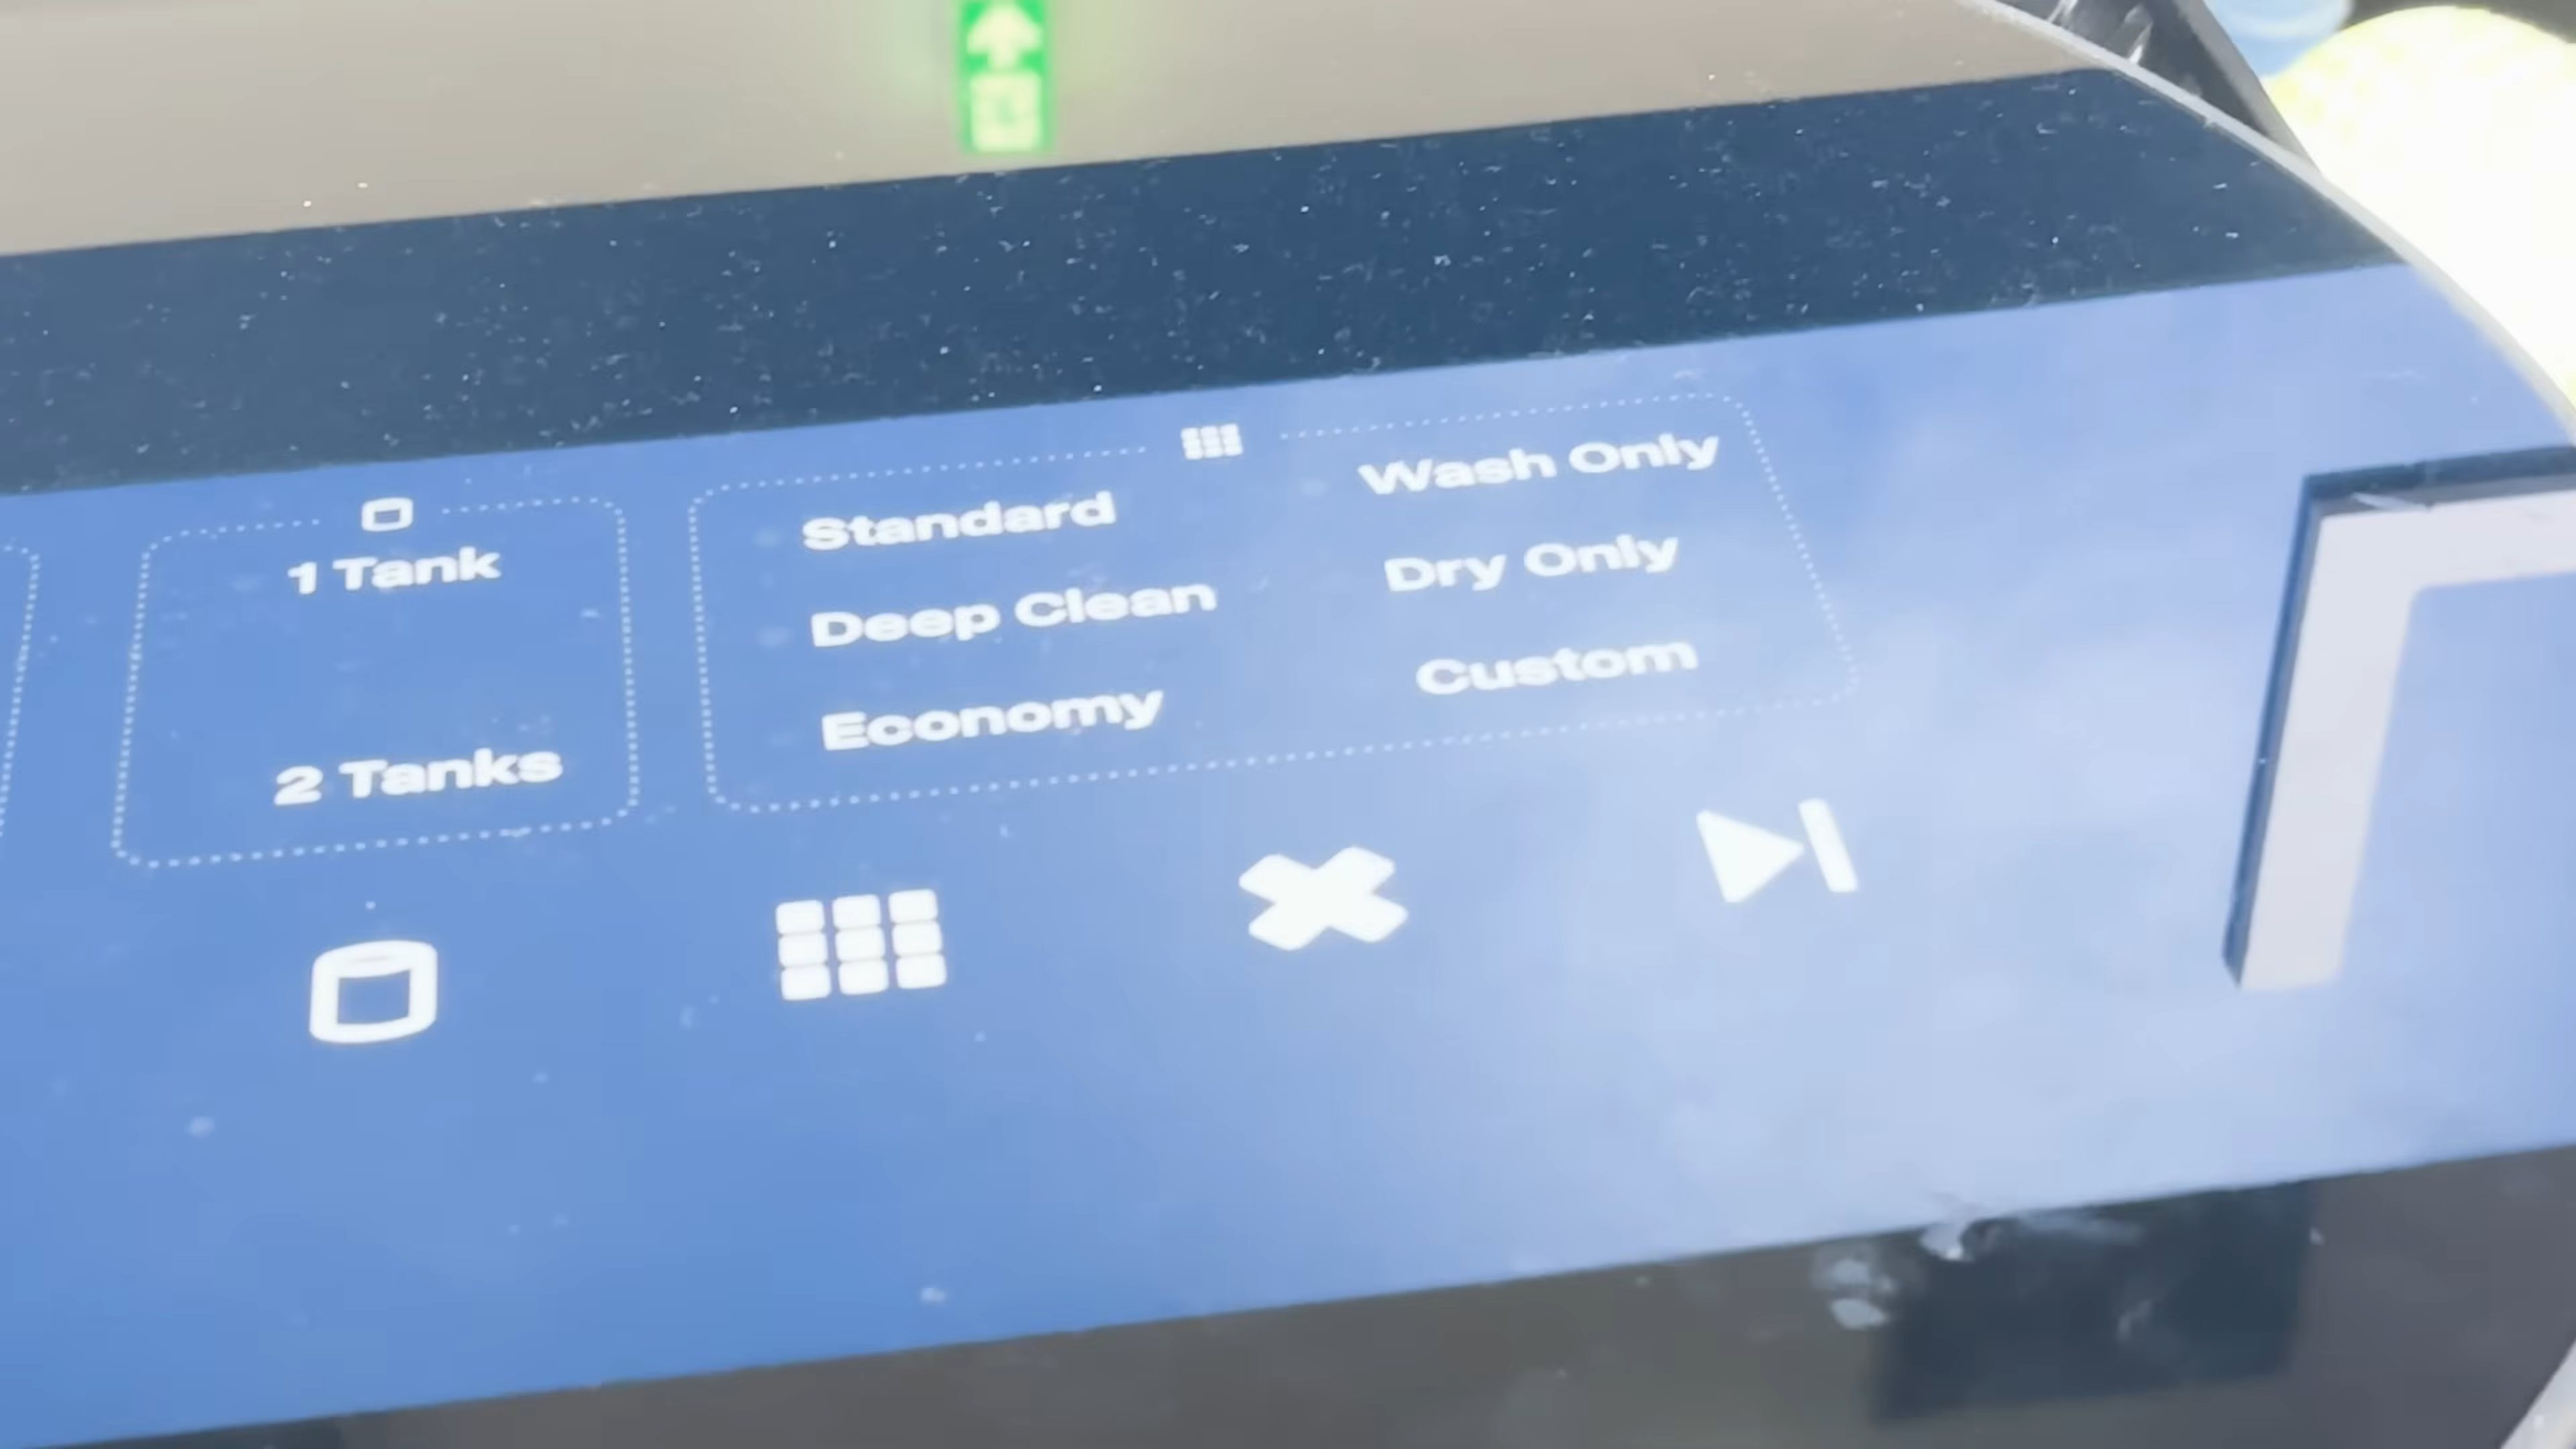 1 Tank
2 Tanks
Standard
Deep Clean
Economy
Wash Only
Dry Only
Custom